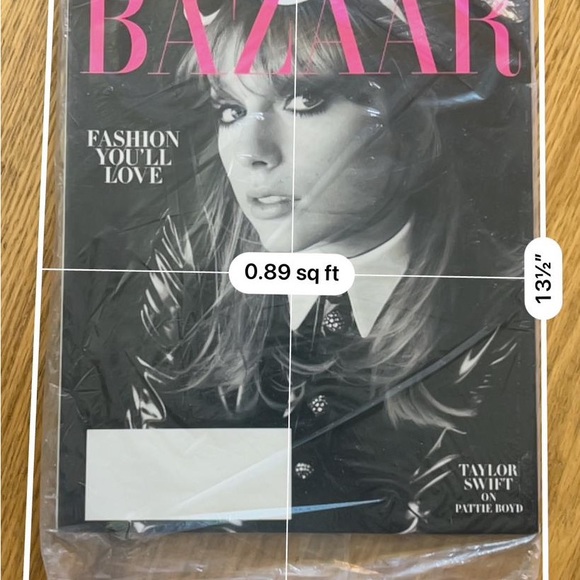 BAZAAR
FASHION
YOU'LL
LOVE
0.89 sq ft
13½"
TAYLOR
SWIFT
ON
PATTIE BOYD